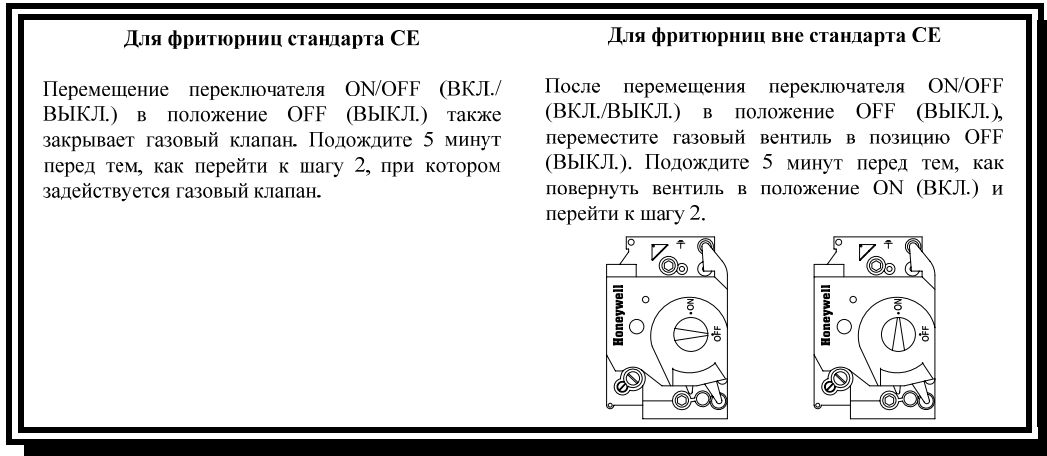 Для фритюрниц стандарта CE
Перемещение переключателя ON/OFF (ВКЛ./
ВЫКЛ.) в положение OFF (ВЫКЛ.) также
закрывает газовый клапан. Подождите 5 минут
перед тем, как перейти к шагу 2, при котором
задействуется газовый клапан.
Для фритюрниц вне стандарта CE
После перемещения переключателя ON/OFF
(ВКЛ./ВЫКЛ.) в положение OFF (ВЫКЛ.),
переместите газовый вентиль в позицию OFF
(ВЫКЛ.). Подождите 5 минут перед тем, как
повернуть вентиль в положение ON (ВКЛ.) и
перейти к шагу 2.
Honeywell
ON
OFF
Honeywell
ON
OFF